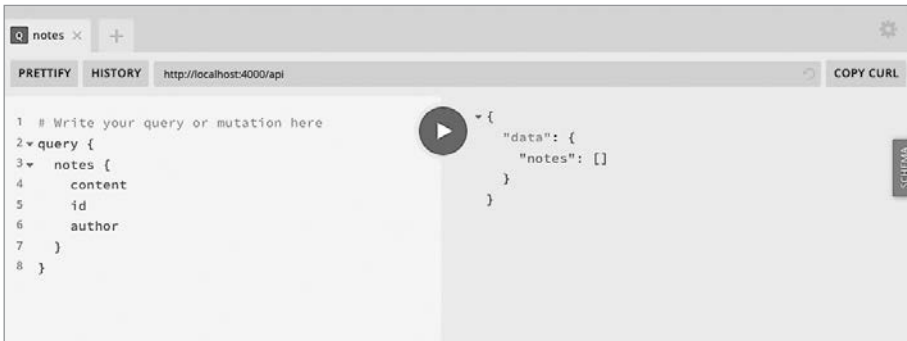 Q notes × +
PRETTIFY HISTORY http://localhost:4000/api COPY CURL
1 # Write your query or mutation here
2 query {
3 notes {
4 content
5 id
6 author
7 }
8 }
{
"data": {
"notes": []
}
}
SCHEMA